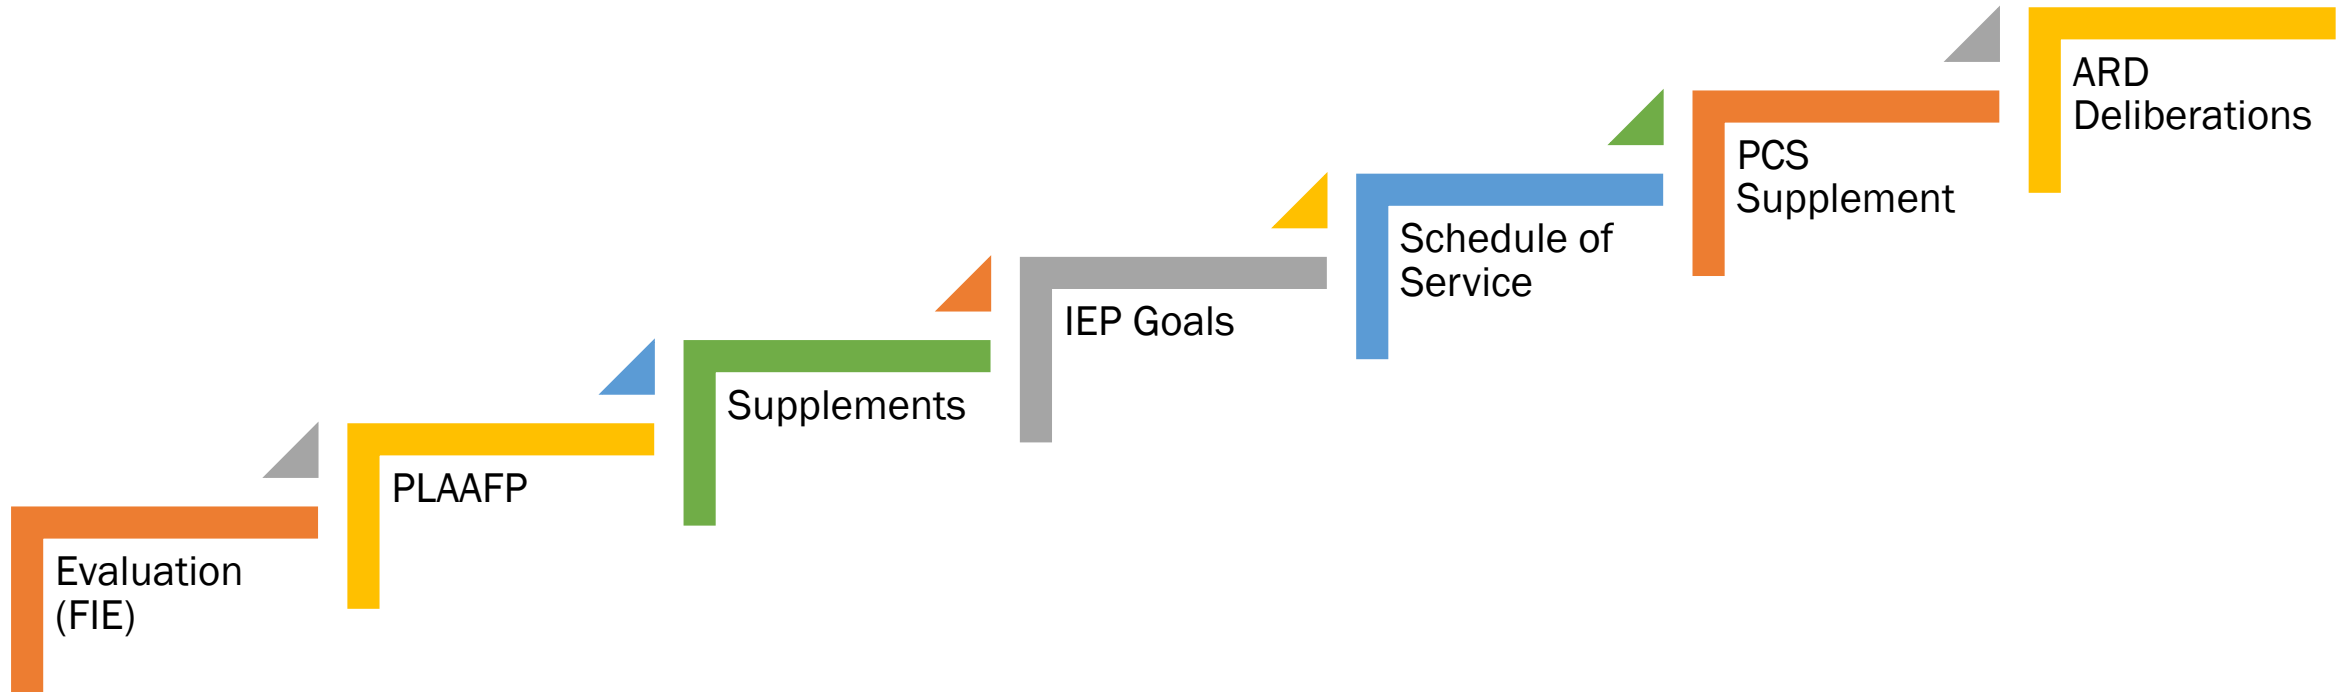 Evaluation
(FIE)
PLAAFP
Supplements
IEP Goals
Schedule of
Service
PCS
Supplement
ARD
Deliberations